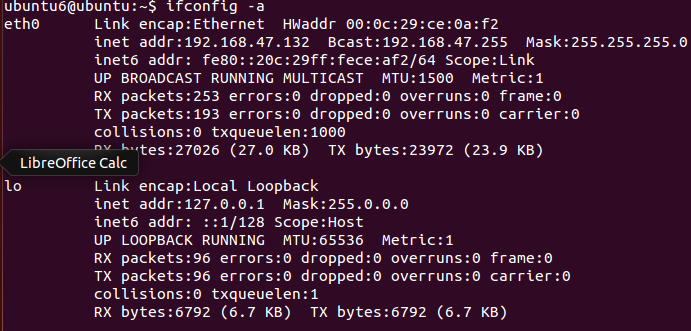 ubuntu6@ubuntu:~$ ifconfig -a
eth0 Link encap:Ethernet HWaddr 00:0c:29:ce:0a:f2
inet addr:192.168.47.132 Bcast:192.168.47.255 Mask:255.255.255.0
inet6 addr: fe80::20c:29ff:fece:af2/64 Scope:Link
UP BROADCAST RUNNING MULTICAST MTU:1500 Metric:1
RX packets:253 errors:0 dropped:0 overruns:0 frame:0
TX packets:193 errors:0 dropped:0 overruns:0 carrier:0
collisions:0 txqueuelen:1000
RX bytes:27026 (27.0 KB) TX bytes:23972 (23.9 KB)
LibreOffice Calc
lo Link encap:Local Loopback
inet addr:127.0.0.1 Mask:255.0.0.0
inet6 addr: ::1/128 Scope:Host
UP LOOPBACK RUNNING MTU:65536 Metric:1
RX packets:96 errors:0 dropped:0 overruns:0 frame:0
TX packets:96 errors:0 dropped:0 overruns:0 carrier:0
collisions:0 txqueuelen:1
RX bytes:6792 (6.7 KB) TX bytes:6792 (6.7 KB)